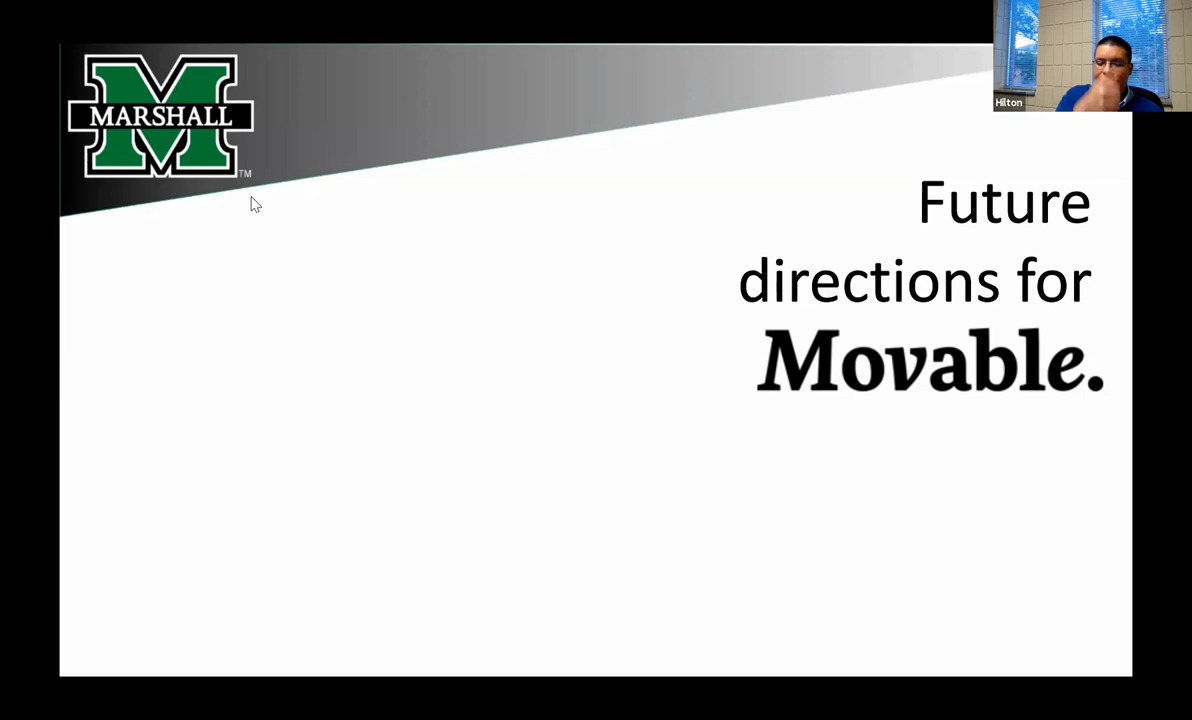 MARSHALL
TM
Hilton
Future
directions for
Movable.